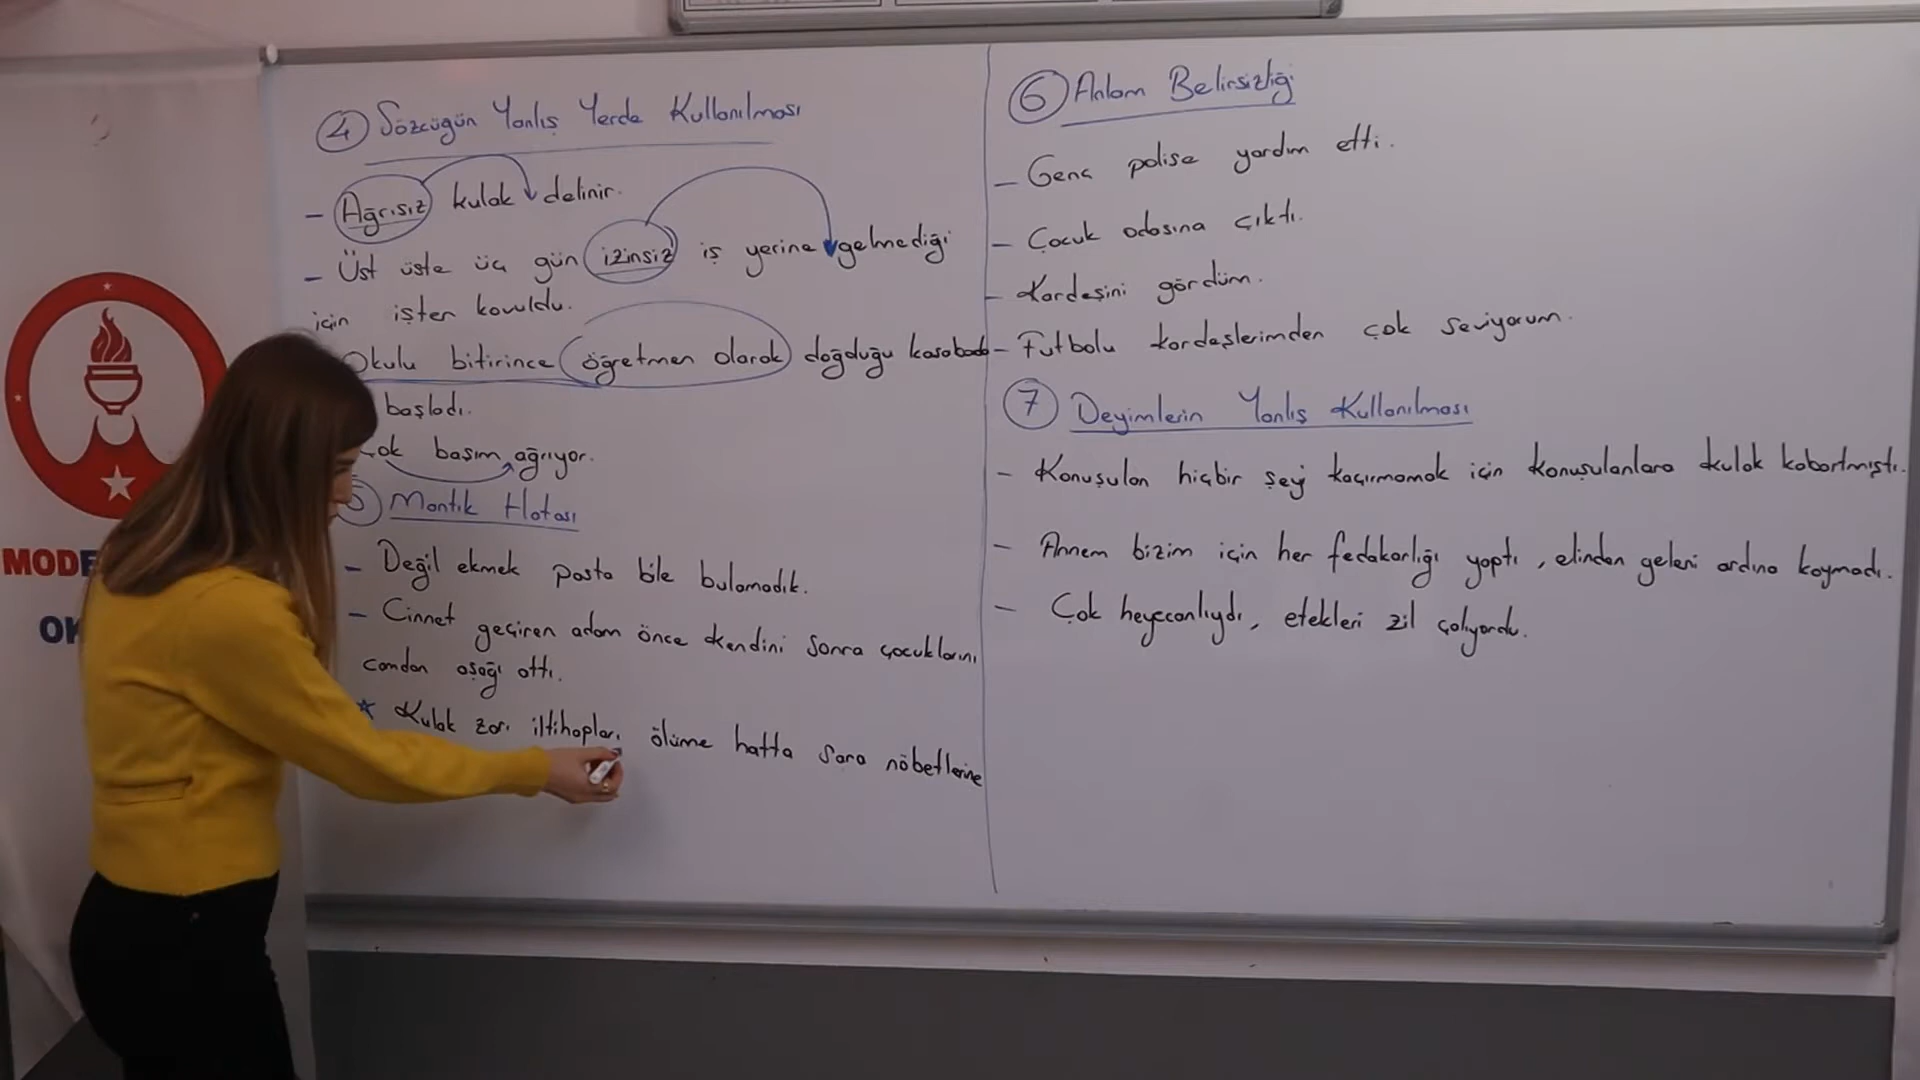 4 Sözcüğün Yanlış Yerde Kullanılması
- Ağrısız kulak delinir.
- Üst üste üç gün izinsiz iş yerine gelmediği
için işten kovuldu.
Okulu bitirince öğretmen olarak doğduğu kasabada
başladı.
Çok başım ağrıyor.
5 Mantık Hatası
- Değil ekmek pasta bile bulamadık.
- Cinnet geçiren adam önce kendini sonra çocuklarını
camdan aşağı attı.
* Kulak zarı iltihapları ölüme hatta sara nöbetlerine
6 Anlam Belirsizliği
- Genç polise yardım etti.
- Çocuk odasına çıktı.
- Kardeşini gördüm.
- Futbolu kardeşlerimden çok seviyorum.
7 Deyimlerin Yanlış Kullanılması
- Konuşulan hiçbir şey kaçırmamak için konuşulanlara kulak kabartmıştı.
- Annem bizim için her fedakarlığı yaptı, elinden geleni ardına koymadı.
- Çok heyecanlıydı, etekleri zil çalıyordu.